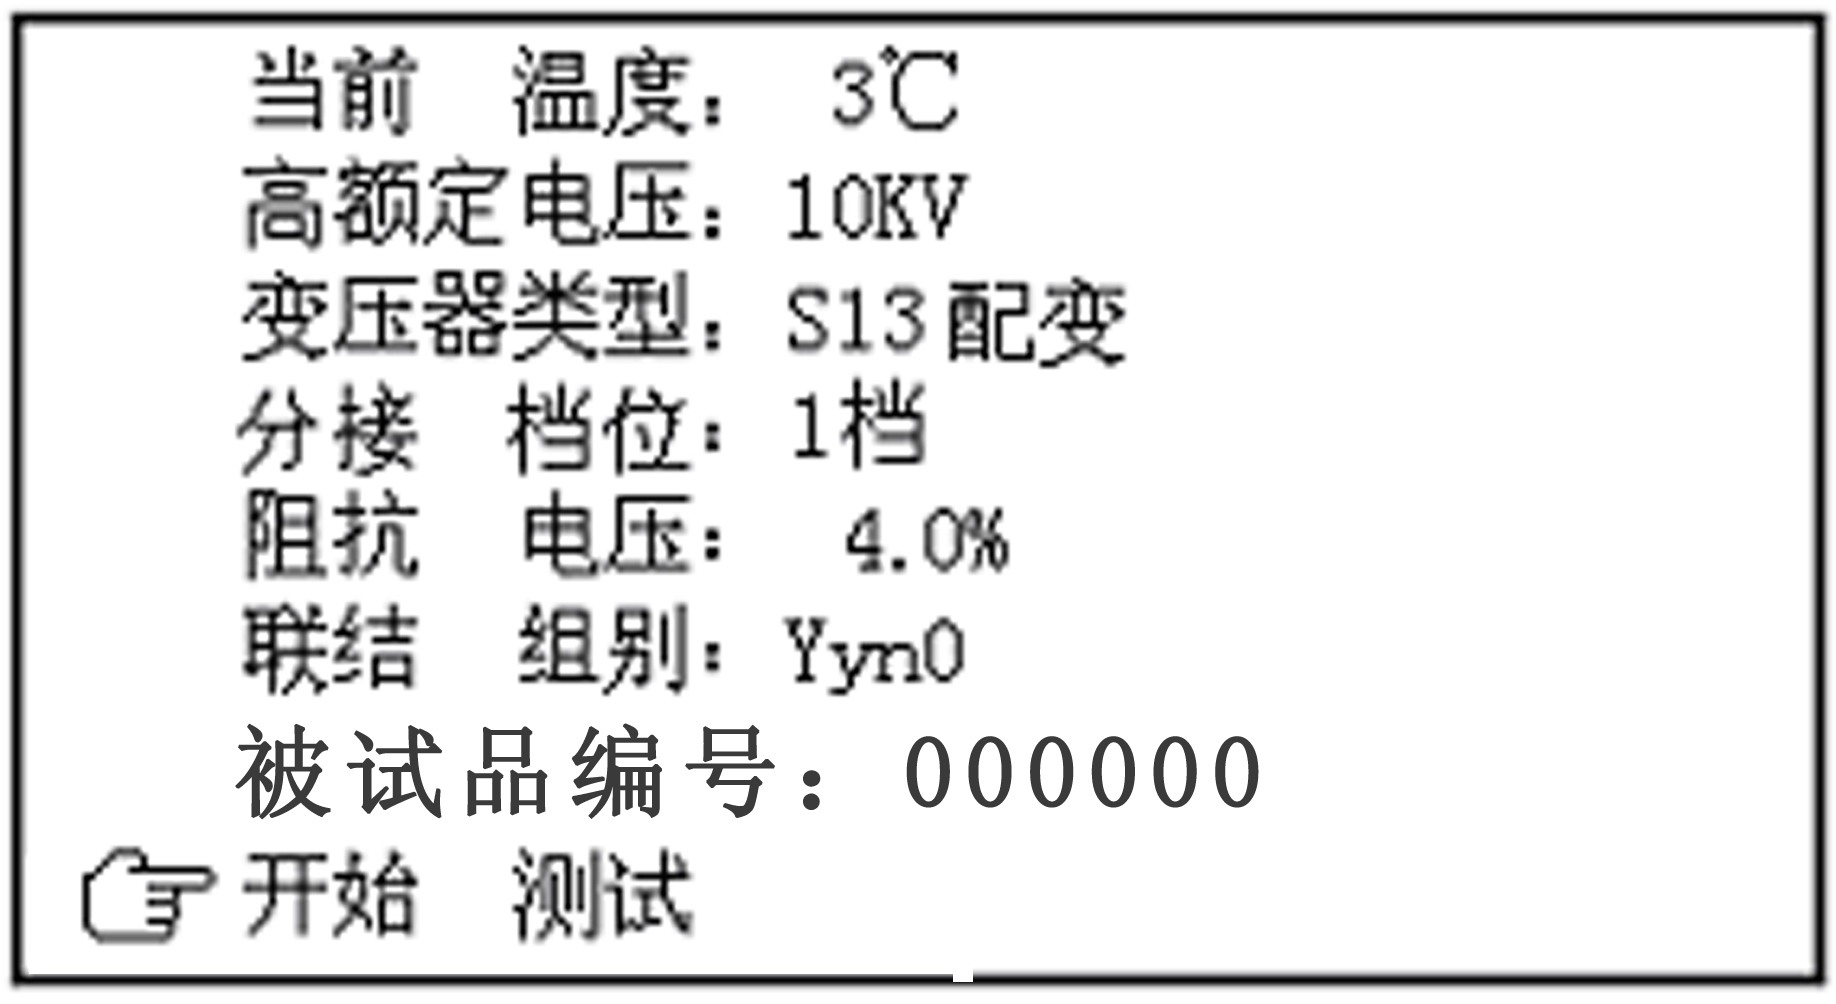 当前 温度： 3℃
高额定电压：10KV
变压器类型：S13配变
分接 档位：1档
阻抗 电压： 4.0%
联结 组别：Yyn0
被试品编号：000000
开始 测试